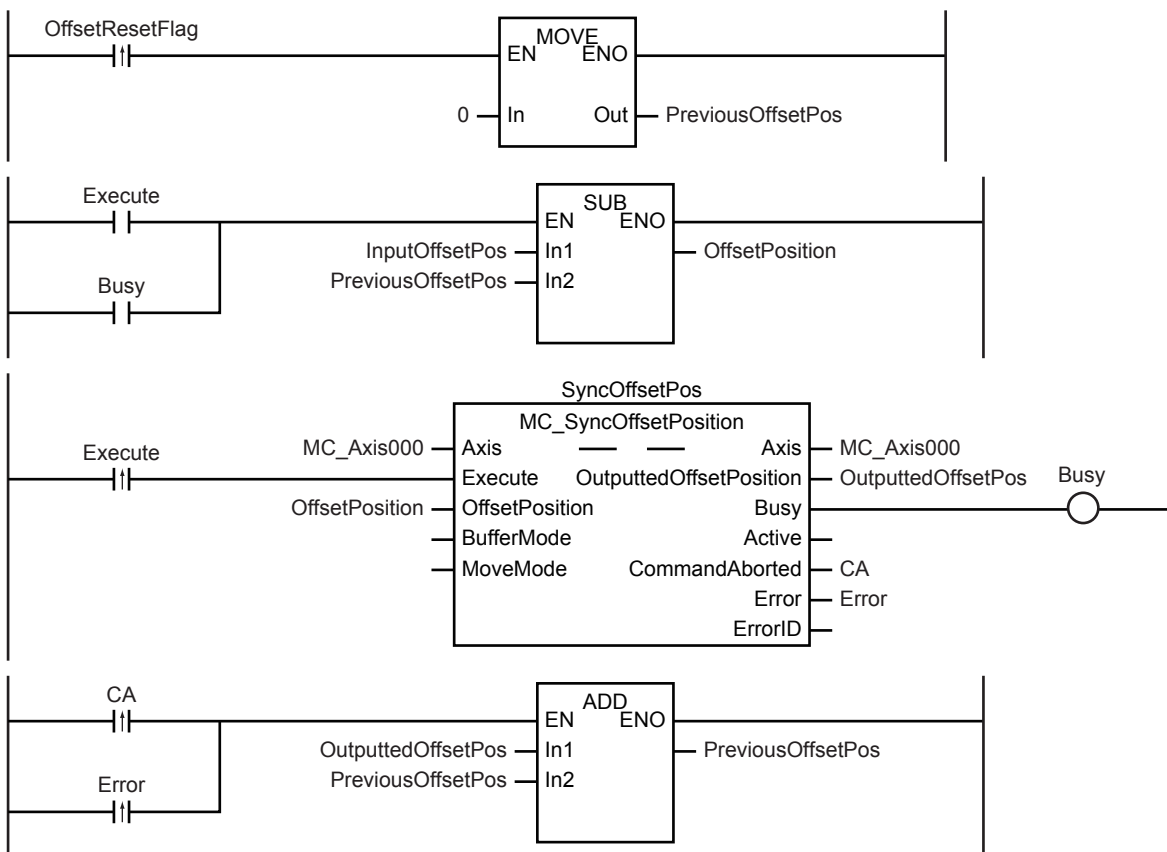 OffsetResetFlag
MOVE
EN ENO
0 In Out PreviousOffsetPos
Execute
SUB
EN ENO
InputOffsetPos In1 OffsetPosition
PreviousOffsetPos In2
Busy
SyncOffsetPos
MC_SyncOffsetPosition
Execute MC_Axis000 Axis Axis MC_Axis000
Execute OutputtedOffsetPosition OutputtedOffsetPos Busy
OffsetPosition OffsetPosition Busy
BufferMode Active
MoveMode CommandAborted CA
Error Error
ErrorID
CA
ADD
EN ENO
OutputtedOffsetPos In1 PreviousOffsetPos
PreviousOffsetPos In2
Error